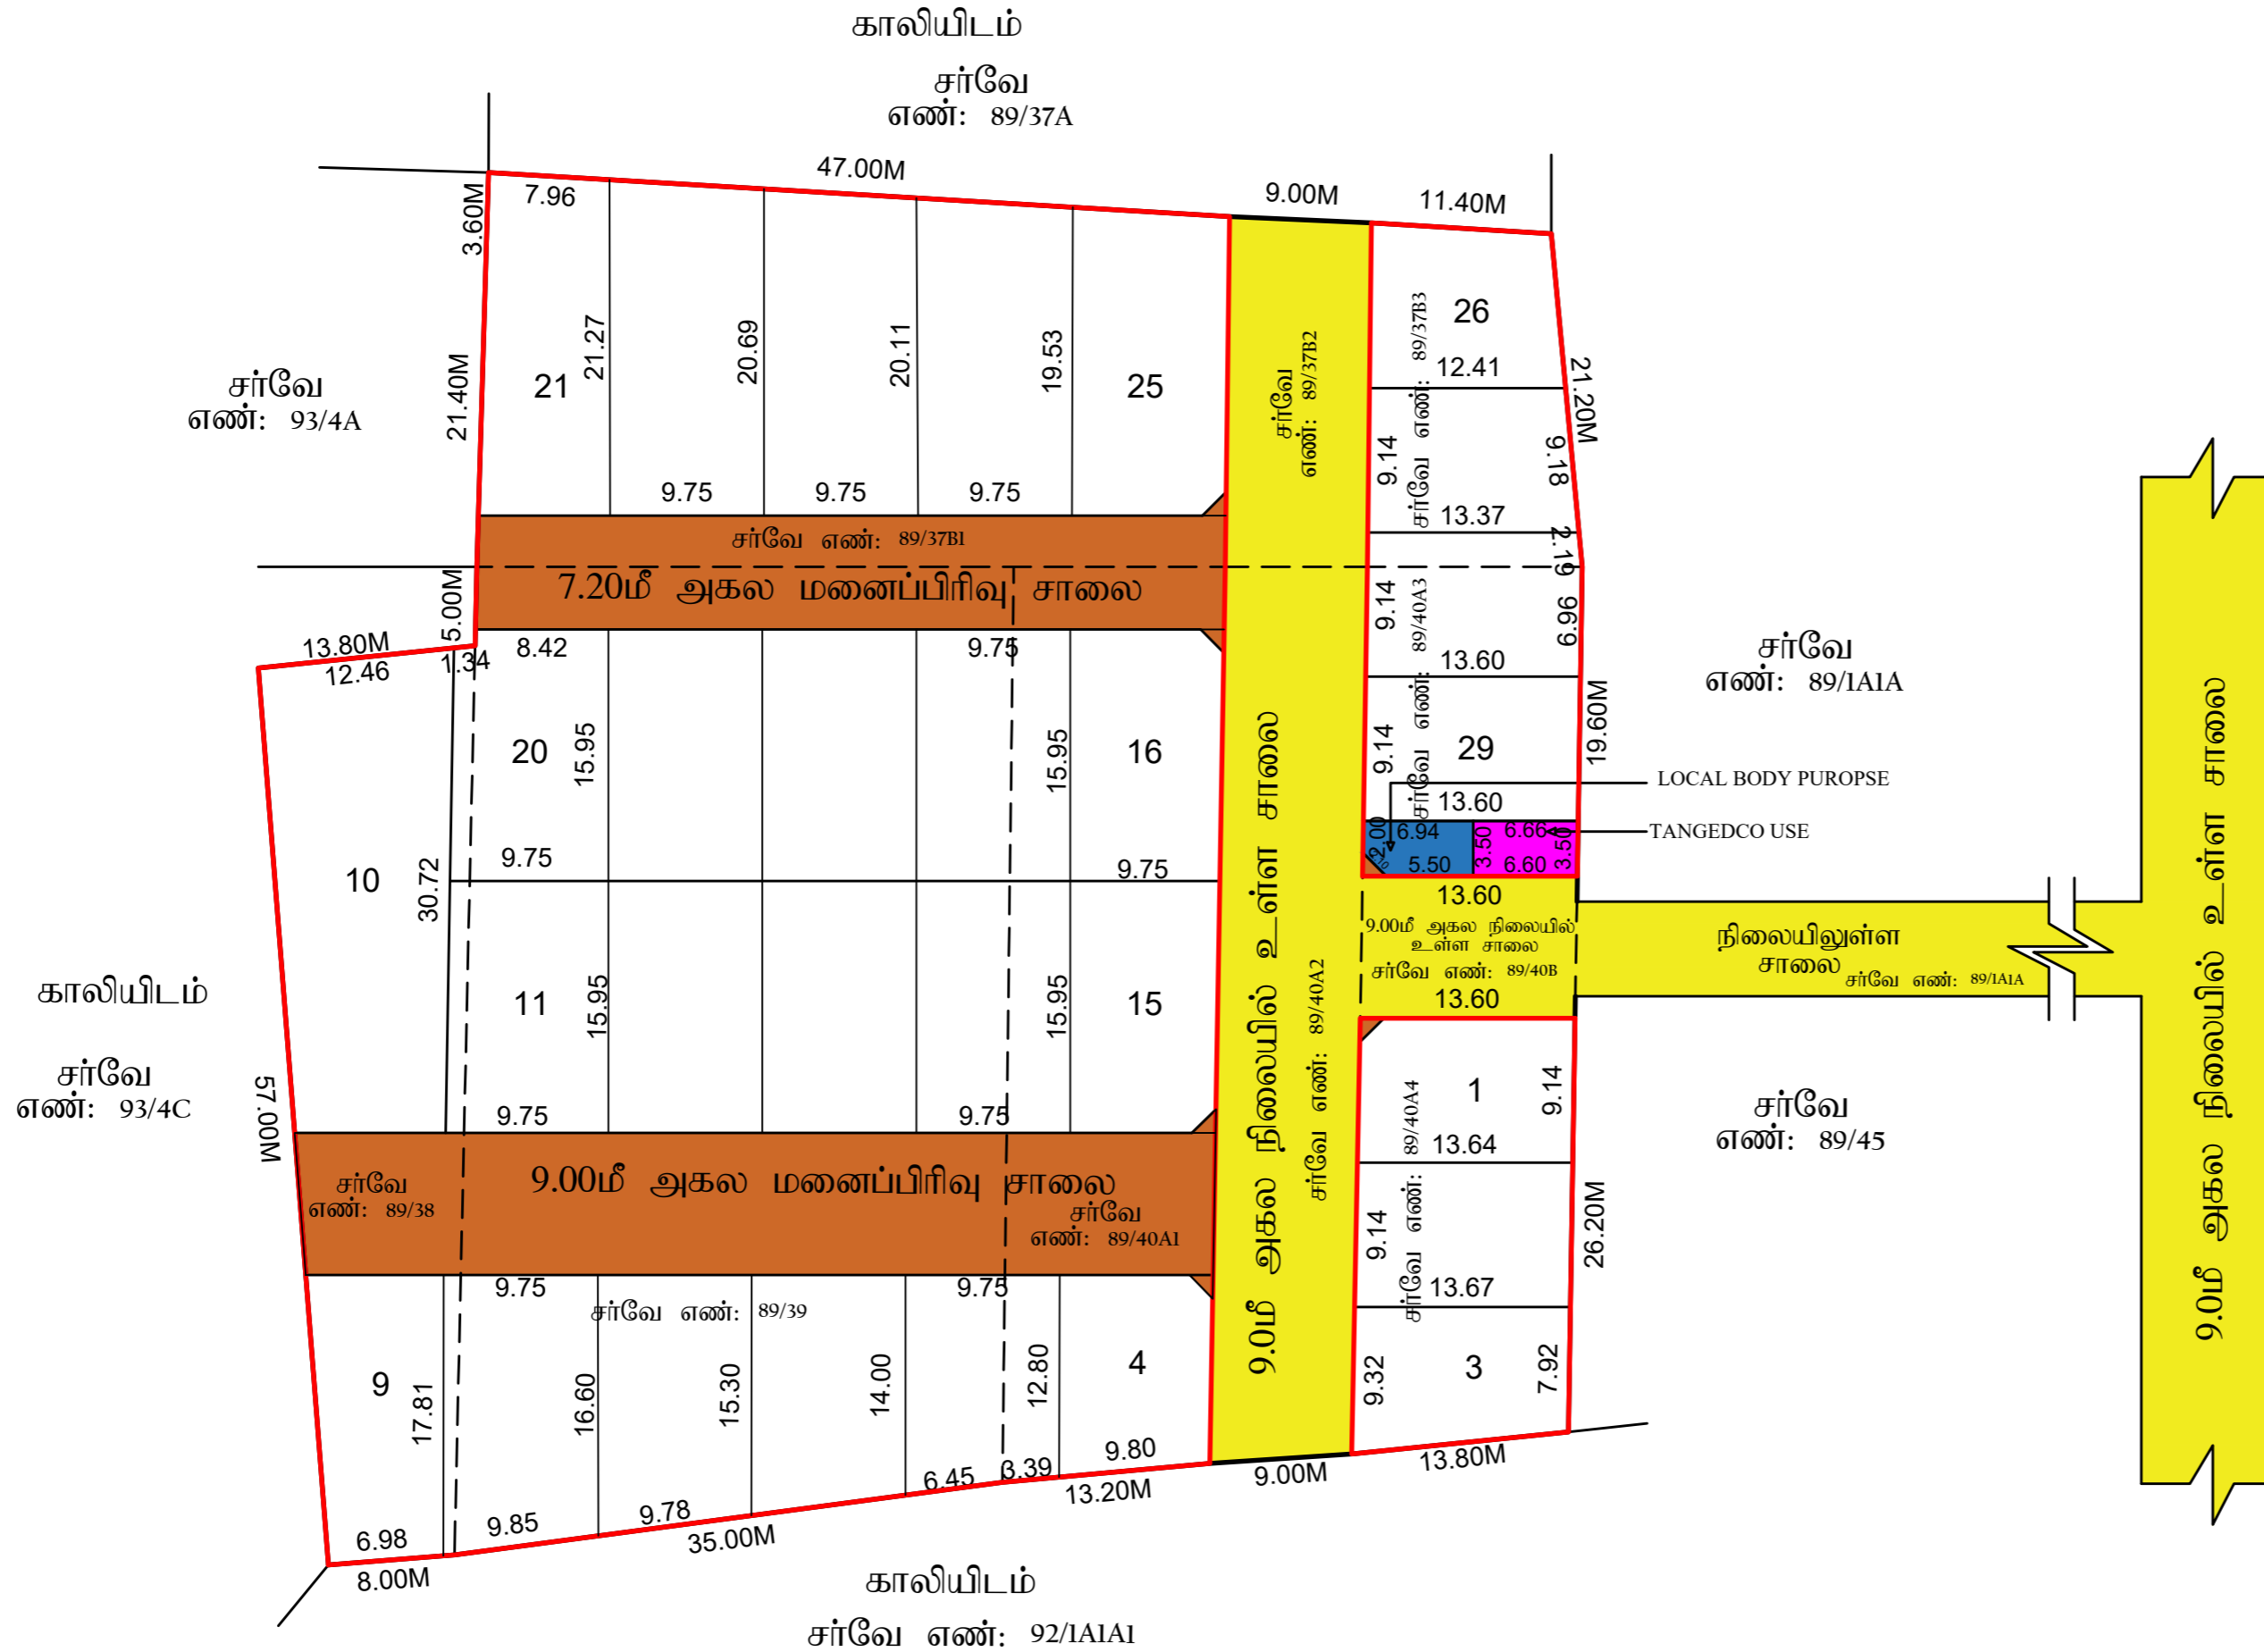 காலியிடம்
சர்வே
எண்: 89/37A
47.00M
9.00M
11.40M
3.60M
7.96
21.40M
21
21.27
20.69
20.11
19.53
25
9.75
9.75
9.75
சர்வே
எண்: 93/4A
சர்வே
எண்: 89/37B2
26
12.41
சர்வே எண்: 89/37B3
21.20M
9.14
9.18
13.37
2.19
சர்வே எண்: 89/37B1
7.20மீ அகல மனைப்பிரிவு சாலை
5.00M
13.80M
12.46
1.34
8.42
9.75
9.14
சர்வே எண்: 89/40A3
6.96
13.60
19.60M
சர்வே
எண்: 89/1A1A
20
15.95
15.95
16
9.14
29
13.60
LOCAL BODY PUROPSE
TANGEDCO USE
2.00
6.94
3.50
6.66
3.50
5.50
6.60
9.75
9.75
10
30.72
13.60
9.00மீ அகல நிலையில்
உள்ள சாலை
சர்வே எண்: 89/40B
13.60
நிலையிலுள்ள
சாலை
சர்வே எண்: 89/1A1A
9.0மீ அகல நிலையில் உள்ள சாலை
9.0மீ அகல நிலையில் உள்ள சாலை
சர்வே எண்: 89/40A2
11
15.95
15.95
15
9.75
9.75
காலியிடம்
சர்வே
எண்: 93/4C
57.00M
1
9.14
13.64
சர்வே எண்: 89/40A4
சர்வே
எண்: 89/45
9.00மீ அகல மனைப்பிரிவு சாலை
சர்வே
எண்: 89/38
சர்வே
எண்: 89/40A1
9.14
26.20M
13.67
9.75
9.75
சர்வே எண்: 89/39
9
17.81
16.60
15.30
14.00
12.80
4
9.32
3
7.92
6.98
9.85
9.78
6.45
3.39
9.80
8.00M
35.00M
13.20M
9.00M
13.80M
காலியிடம்
சர்வே எண்: 92/1A1A1